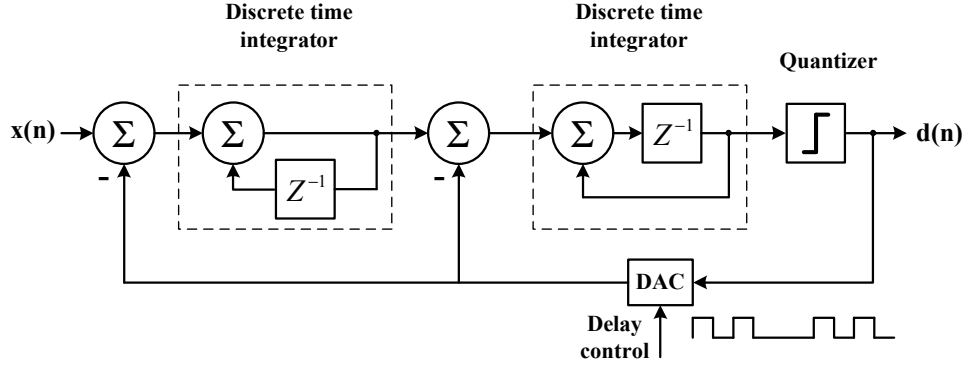 Discrete time
integrator
Discrete time
integrator
Quantizer
x(n)
Σ
Σ
Σ
Σ
Z⁻¹
d(n)
-
Z⁻¹
-
DAC
Delay
control